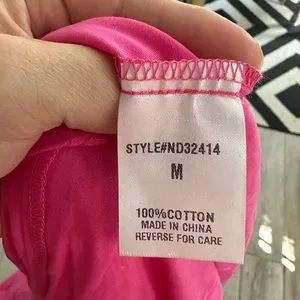 STYLE#ND32414
M
100%COTTON
MADE IN CHINA
REVERSE FOR CARE